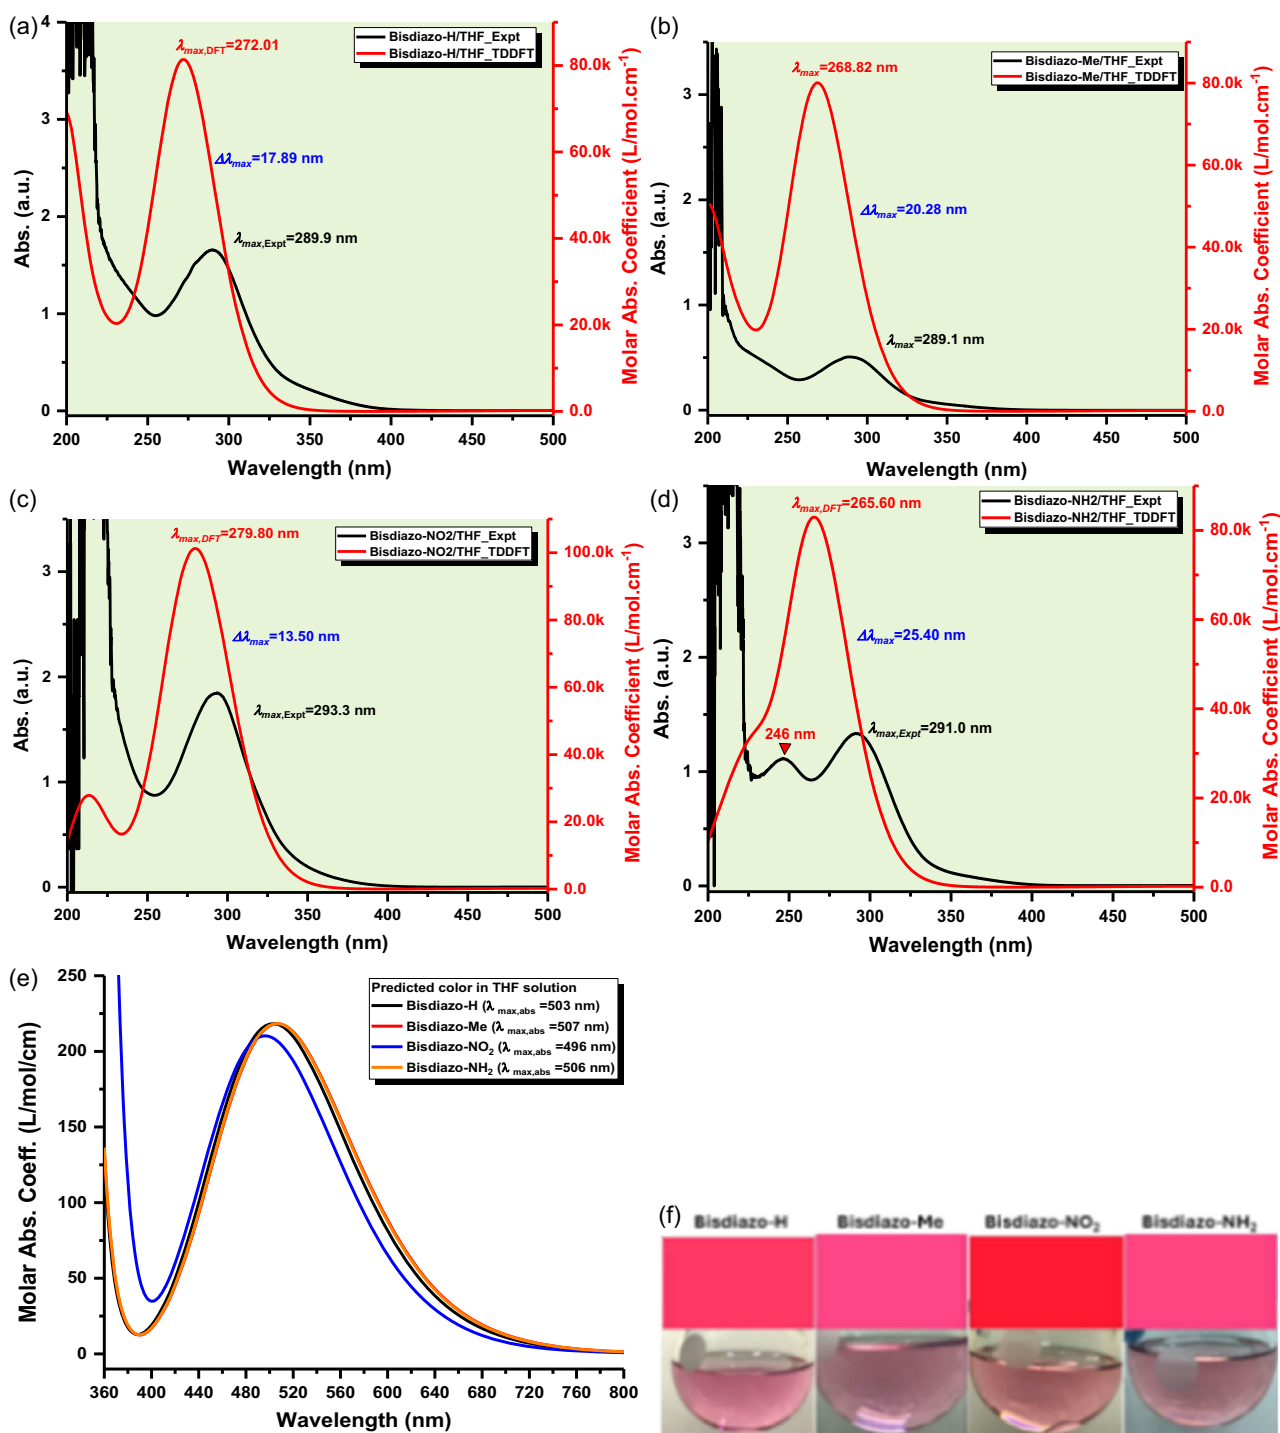 (a)
λmax,DFT=272.01
Bisdiazo-H/THF_Expt
Bisdiazo-H/THF_TDDFT
Δλmax=17.89 nm
λmax,Expt=289.9 nm
4
3
2
1
0
Abs. (a.u.)
80.0k
60.0k
40.0k
20.0k
0.0
Molar Abs. Coefficient (L/mol.cm⁻¹)
200 250 300 350 400 450 500
Wavelength (nm)
(b)
λmax=268.82 nm
Bisdiazo-Me/THF_Expt
Bisdiazo-Me/THF_TDDFT
Δλmax=20.28 nm
λmax=289.1 nm
3
2
1
0
Abs. (a.u.)
80.0k
60.0k
40.0k
20.0k
0.0
Molar Abs. Coefficient (L/mol.cm⁻¹)
200 250 300 350 400 450 500
Wavelength (nm)
(c)
λmax,DFT=279.80 nm
Bisdiazo-NO2/THF_Expt
Bisdiazo-NO2/THF_TDDFT
Δλmax=13.50 nm
λmax,Expt=293.3 nm
3
2
1
0
Abs. (a.u.)
100.0k
80.0k
60.0k
40.0k
20.0k
0.0
Molar Abs. Coefficient (L/mol.cm⁻¹)
200 250 300 350 400 450 500
Wavelength (nm)
(d)
λmax,DFT=265.60 nm
Bisdiazo-NH2/THF_Expt
Bisdiazo-NH2/THF_TDDFT
Δλmax=25.40 nm
246 nm
λmax,Expt=291.0 nm
3
2
1
0
Abs. (a.u.)
80.0k
60.0k
40.0k
20.0k
0.0
Molar Abs. Coefficient (L/mol.cm⁻¹)
200 250 300 350 400 450 500
Wavelength (nm)
(e)
Predicted color in THF solution
Bisdiazo-H (λ max,abs =503 nm)
Bisdiazo-Me (λ max,abs =507 nm)
Bisdiazo-NO₂ (λ max,abs =496 nm)
Bisdiazo-NH₂ (λ max,abs =506 nm)
250
200
150
100
50
0
Molar Abs. Coeff. (L/mol/cm)
360 400 440 480 520 560 600 640 680 720 760 800
Wavelength (nm)
(f)
Bisdiazo-H Bisdiazo-Me Bisdiazo-NO₂ Bisdiazo-NH₂